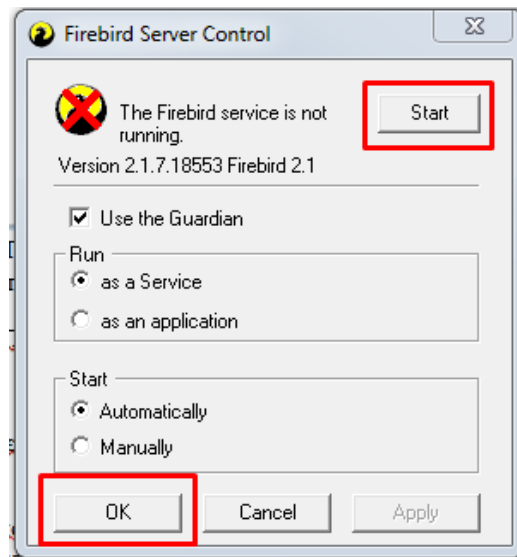 Firebird Server Control
The Firebird service is not
running.
Start
Version 2.1.7.18553 Firebird 2.1
Use the Guardian
Run
as a Service
as an application
Start
Automatically
Manually
OK
Cancel
Apply